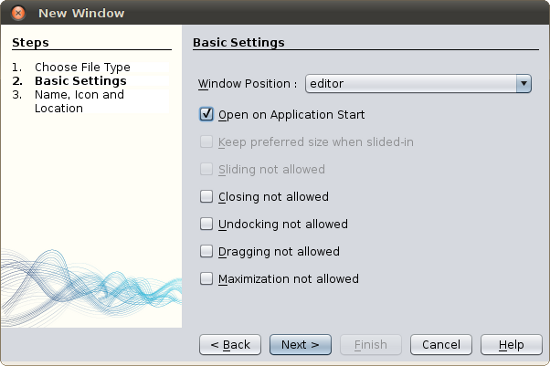 New Window
Steps
1. Choose File Type
2. Basic Settings
3. Name, Icon and
Location
Basic Settings
Window Position : editor
Open on Application Start
Keep preferred size when slided-in
Sliding not allowed
Closing not allowed
Undocking not allowed
Dragging not allowed
Maximization not allowed
< Back Next > Finish Cancel Help